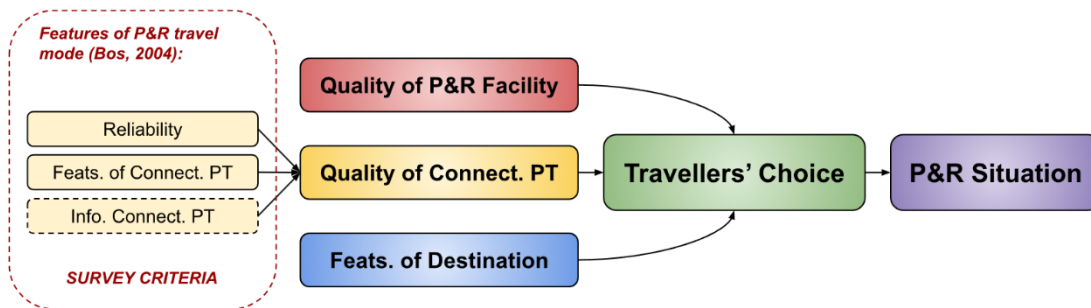 Features of P&R travel
mode (Bos, 2004):
Reliability
Feats. of Connect. PT
Info. Connect. PT
SURVEY CRITERIA
Quality of P&R Facility
Quality of Connect. PT
Feats. of Destination
Travellers’ Choice
P&R Situation